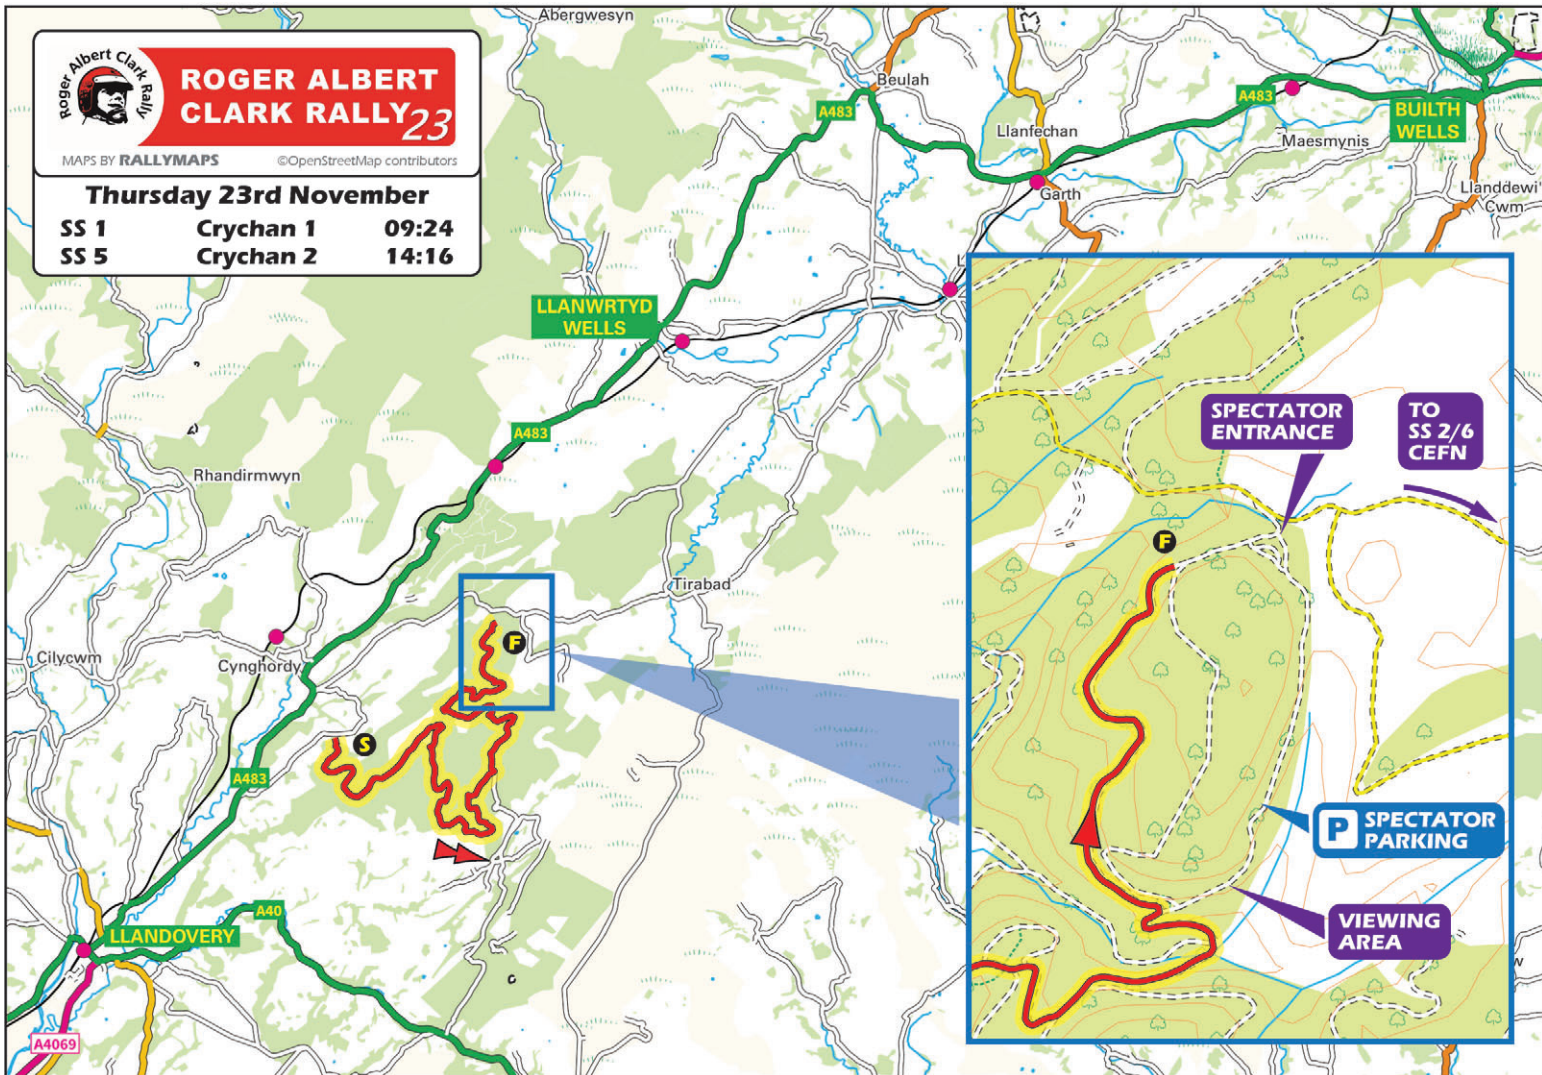 Roger Albert Clark Rally
ROGER ALBERT
CLARK RALLY 23
MAPS BY RALLYMAPS
©OpenStreetMap contributors
Thursday 23rd November
SS 1 Crychan 1 09:24
SS 5 Crychan 2 14:16
Abergwesyn
Beulah
A483
Llanfechan
Garth
A483
BUILTH
WELLS
Maesmynis
Llanddewi'
Cwm
LLANWRTYD
WELLS
L
A483
Rhandirmwyn
Tirabad
Cilycwm
Cynghordy
F
S
A483
A40
LLANDOVERY
A4069
SPECTATOR
ENTRANCE
TO
SS 2/6
CEFN
F
P SPECTATOR
PARKING
VIEWING
AREA
w